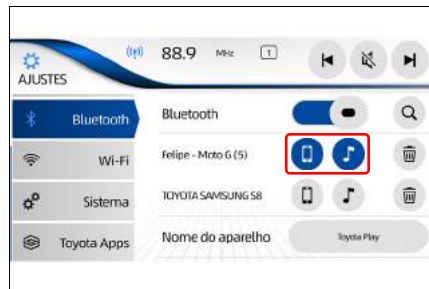 88.9 MHz 1
AJUSTES
Bluetooth Bluetooth
Wi-Fi Felipe - Moto G (5)
Sistema TOYOTA SAMSUNG S8
Toyota Apps Nome do aparelho Toyota Play